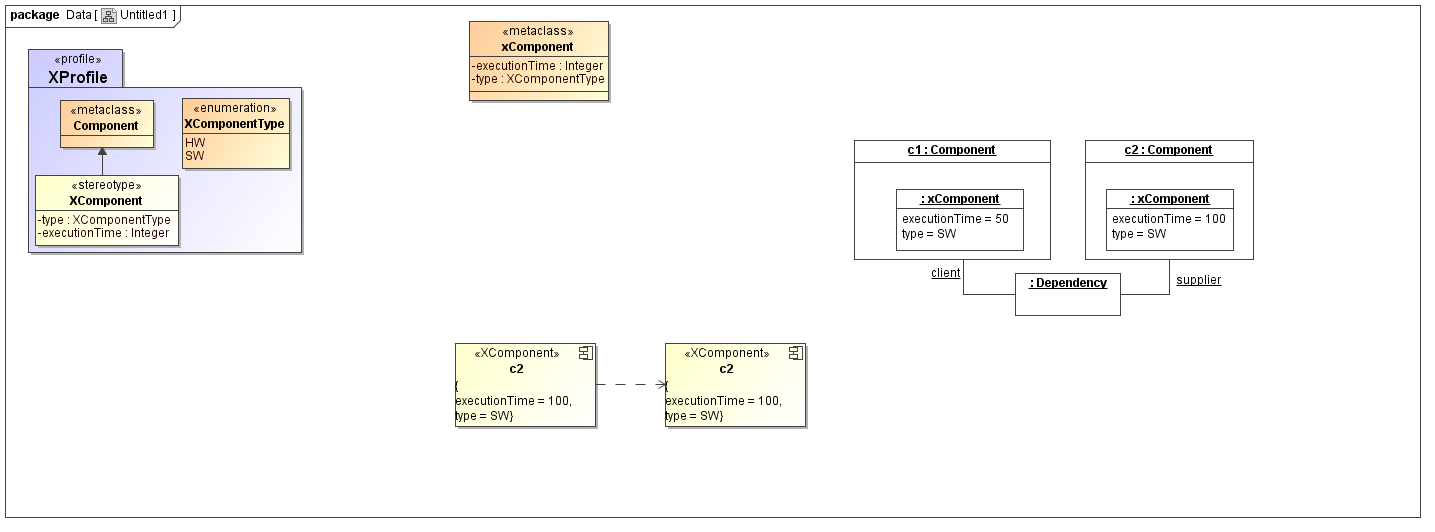 package Data [ Untitled1 ]
«profile»
XProfile
«metaclass»
Component
«enumeration»
XComponentType
HW
SW
«stereotype»
XComponent
-type : XComponentType
-executionTime : Integer
«metaclass»
xComponent
-executionTime : Integer
-type : XComponentType
c1 : Component
: xComponent
executionTime = 50
type = SW
c2 : Component
: xComponent
executionTime = 100
type = SW
client
: Dependency
supplier
«XComponent»
c2
{
executionTime = 100,
type = SW}
«XComponent»
c2
{
executionTime = 100,
type = SW}